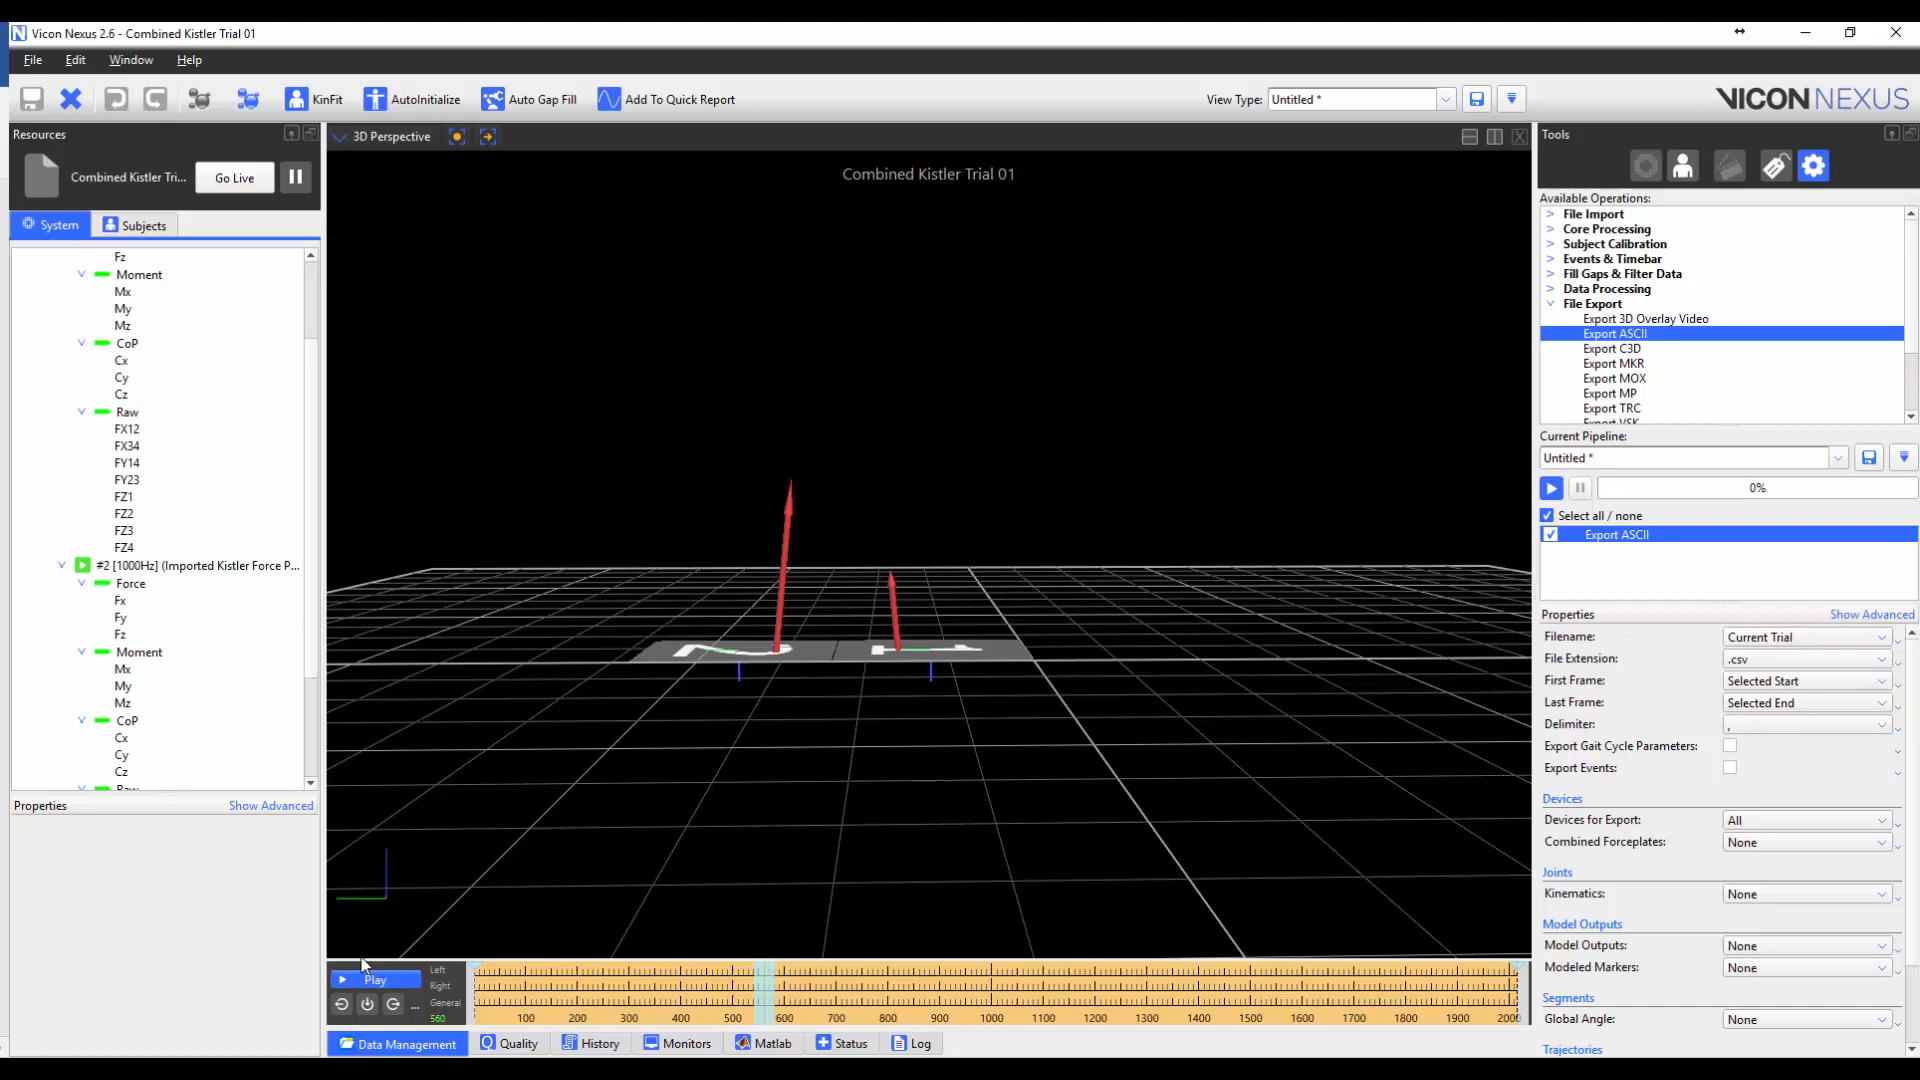 Vicon Nexus 2.6 - Combined Kistler Trial 01
File Edit Window Help
KinFit AutoInitialize Auto Gap Fill Add To Quick Report View Type: Untitled * VICON NEXUS
Resources
Combined Kistler Tri... Go Live
System Subjects
Fz
Moment
Mx
My
Mz
CoP
Cx
Cy
Cz
Raw
FX12
FX34
FY14
FY23
FZ1
FZ2
FZ3
FZ4
#2 [1000Hz] (Imported Kistler Force P...
Force
Fx
Fy
Fz
Moment
Mx
My
Mz
CoP
Cx
Cy
Cz
Raw
Properties Show Advanced
3D Perspective
Combined Kistler Trial 01
2 1
Play
Left
Right
General
560
100 200 300 400 500 600 700 800 900 1000 1100 1200 1300 1400 1500 1600 1700 1800 1900 2000
Data Management Quality History Monitors Matlab Status Log
Tools
Available Operations:
File Import
Core Processing
Subject Calibration
Events & Timebar
Fill Gaps & Filter Data
Data Processing
File Export
Export 3D Overlay Video
Export ASCII
Export C3D
Export MKR
Export MOX
Export MP
Export TRC
Export VSK
Current Pipeline:
Untitled *
0%
Select all / none
Export ASCII
Properties Show Advanced
Filename: Current Trial
File Extension: .csv
First Frame: Selected Start
Last Frame: Selected End
Delimiter: ,
Export Gait Cycle Parameters:
Export Events:
Devices
Devices for Export: All
Combined Forceplates: None
Joints
Kinematics: None
Model Outputs
Model Outputs: None
Modeled Markers: None
Segments
Global Angle: None
Trajectories